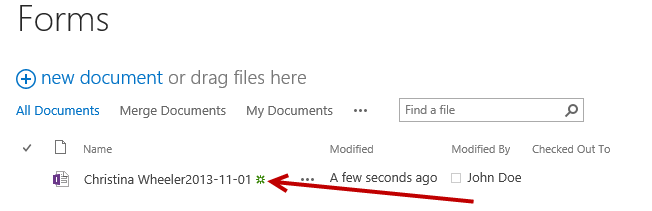 Forms
new document or drag files here
All Documents Merge Documents My Documents ••• Find a file
Name Modified Modified By Checked Out To
Christina Wheeler2013-11-01 ••• A few seconds ago John Doe